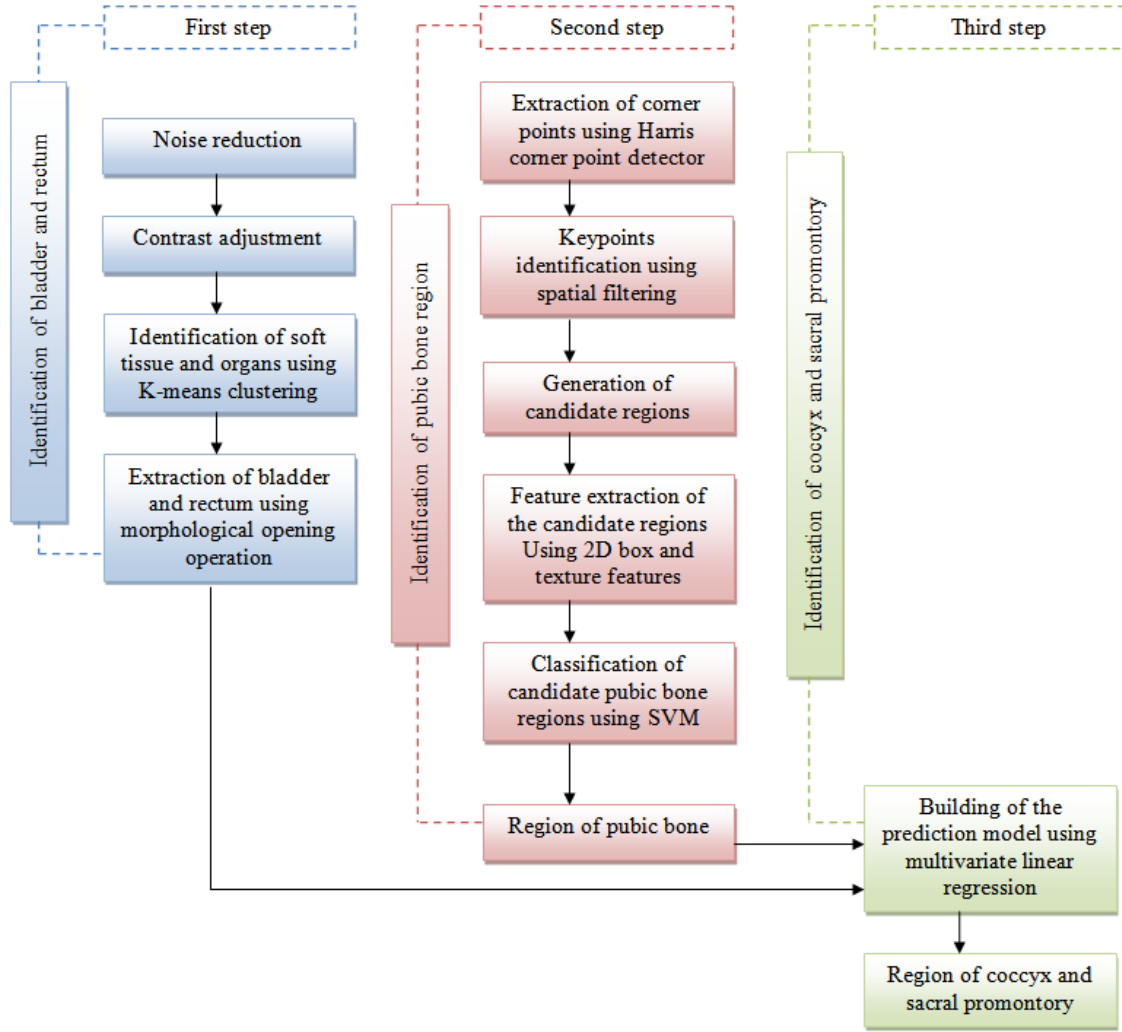 First step
Identification of bladder and rectum
Noise reduction
Contrast adjustment
Identification of soft
tissue and organs using
K-means clustering
Extraction of bladder
and rectum using
morphological opening
operation
Second step
Identification of pubic bone region
Extraction of corner
points using Harris
corner point detector
Keypoints
identification using
spatial filtering
Generation of
candidate regions
Feature extraction of
the candidate regions
Using 2D box and
texture features
Classification of
candidate pubic bone
regions using SVM
Region of pubic bone
Third step
Identification of coccyx and sacral promontory
Building of the
prediction model using
multivariate linear
regression
Region of coccyx and
sacral promontory